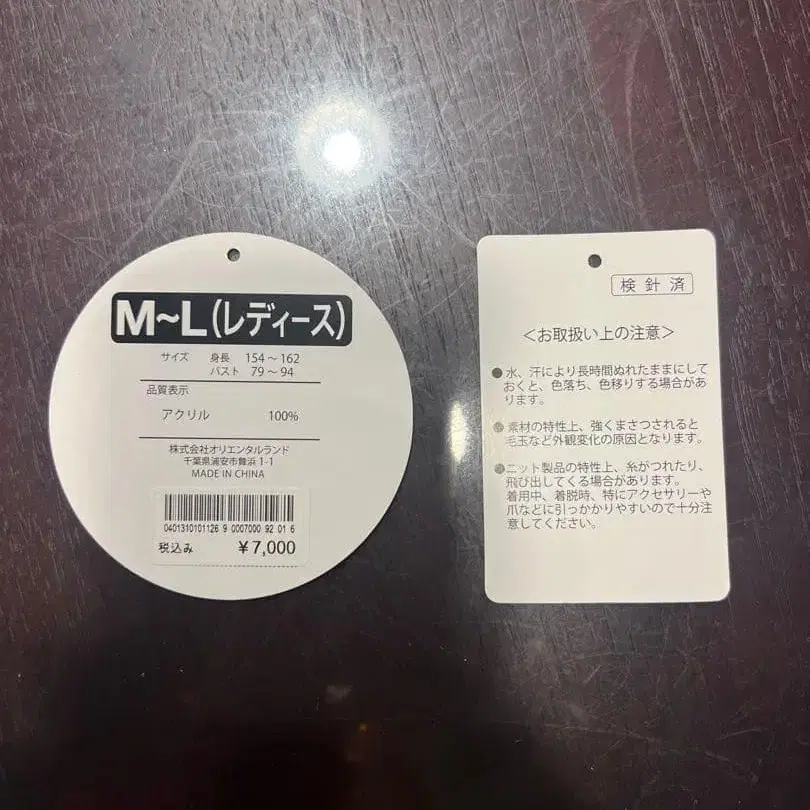 M~L(レディース)
サイズ 身長 154~162
バスト 79~94
品質表示
アクリル 100%
株式会社オリエンタルランド
千葉県浦安市舞浜 1-1
MADE IN CHINA
0401310101126 9 0007000 92 01 6
税込み ¥7,000
検針済
<お取扱い上の注意>
●水、汗により長時間ぬれたままにして
おくと、色落ち、色移りする場合があ
ります。
●素材の特性上、強くまさつされると
毛玉など外観変化の原因となります。
●ニット製品の特性上、糸がつれたり、
飛び出してくる場合があります。
着用中、着脱時、特にアクセサリーや
爪などに引っかかりやすいので十分注
意してください。